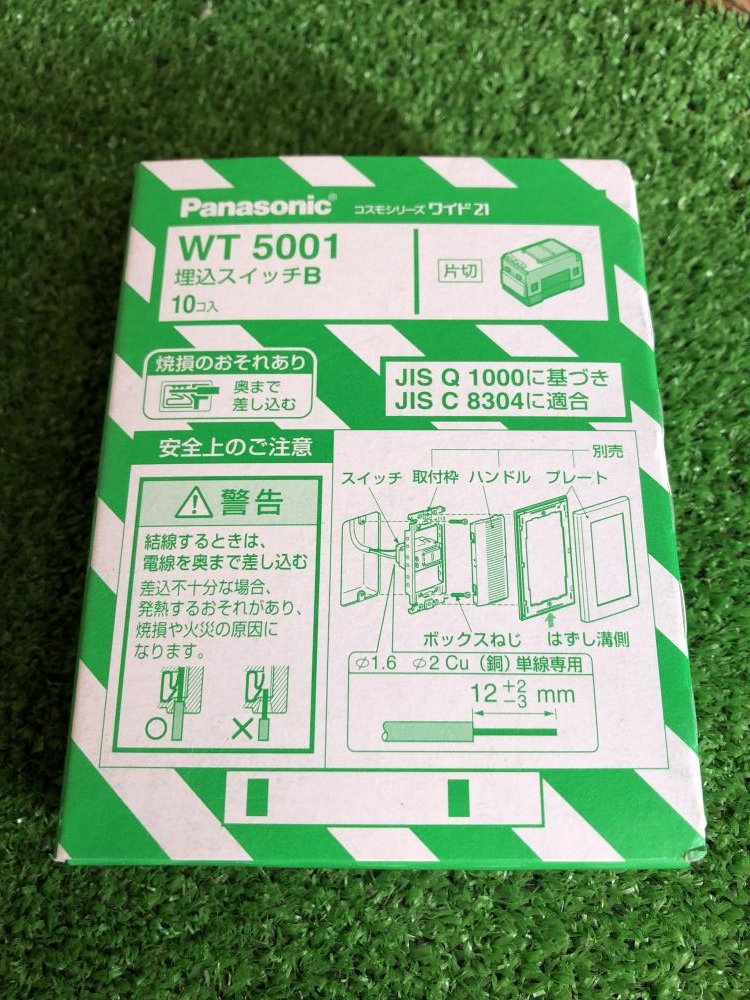 Panasonic® コスモシリーズ ワイド21
WT 5001
埋込スイッチB
10コ入
片切
焼損のおそれあり
奥まで
差し込む
JIS Q 1000に基づき
JIS C 8304に適合
安全上のご注意
警告
結線するときは、
電線を奥まで差し込む
差込不十分な場合、
発熱するおそれがあり、
焼損や火災の原因に
なります。
別売
スイッチ 取付枠 ハンドル プレート
ボックスねじ はずし溝側
φ1.6 φ2 Cu（銅）単線専用
12 +2 −3 mm